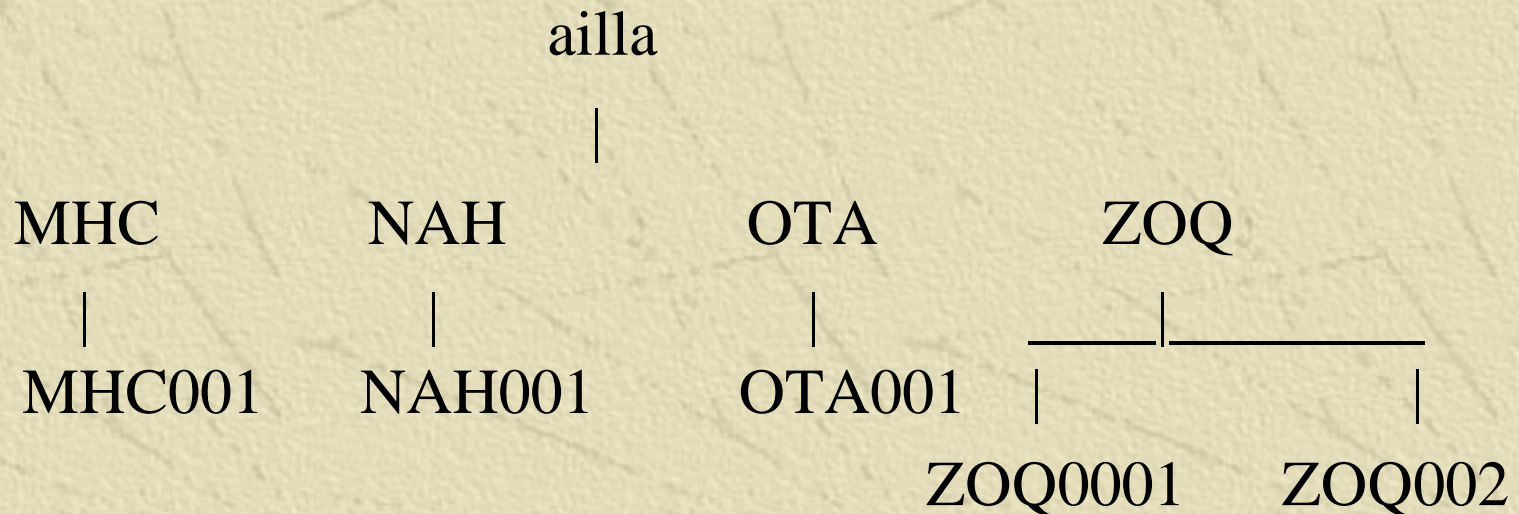 ailla
MHC NAH OTA ZOQ
MHC001 NAH001 OTA001
ZOQ0001 ZOQ002